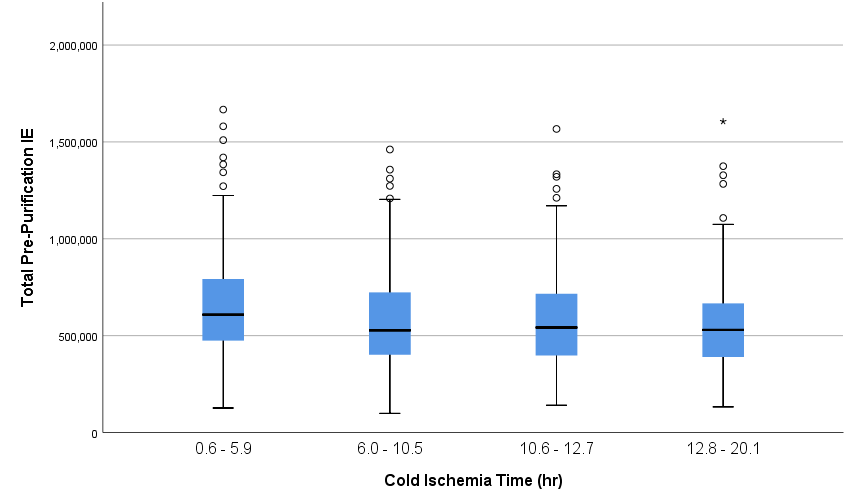 Total Pre-Purification IE
2,000,000
1,500,000
1,000,000
500,000
0
0.6 - 5.9
6.0 - 10.5
10.6 - 12.7
12.8 - 20.1
Cold Ischemia Time (hr)